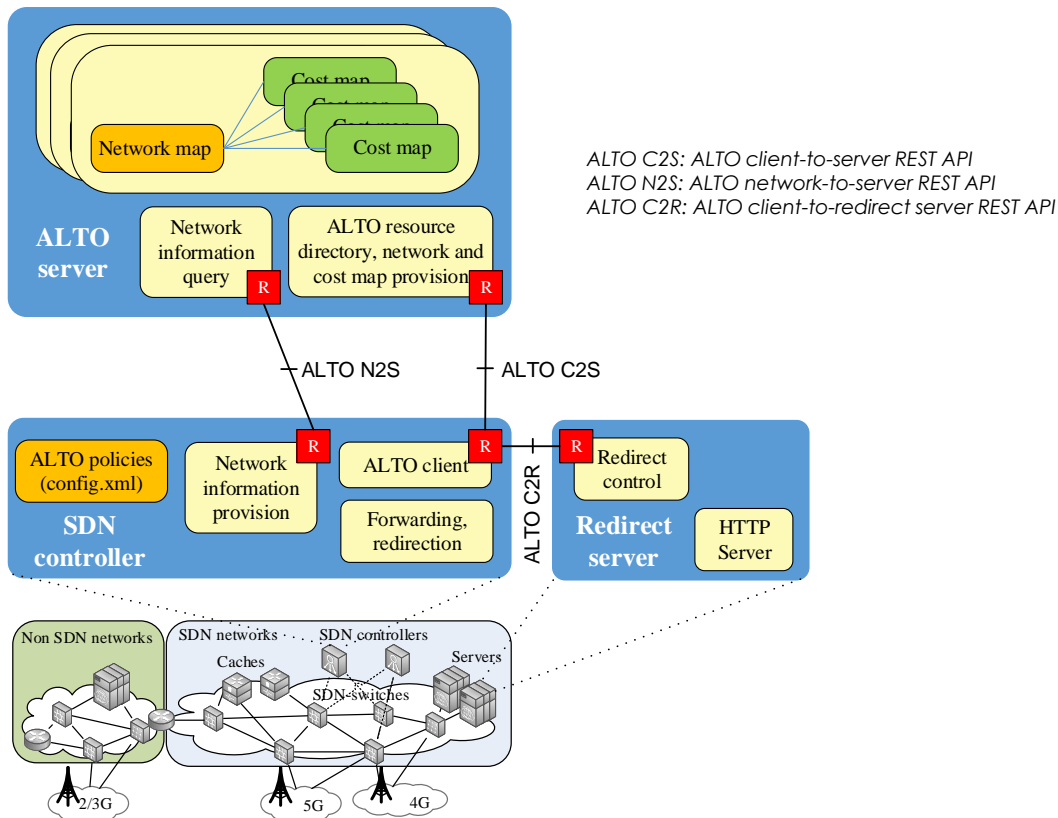 Cost map
Cost map
Cost map
Network map
Cost map
ALTO C2S: ALTO client-to-server REST API
ALTO N2S: ALTO network-to-server REST API
ALTO C2R: ALTO client-to-redirect server REST API
ALTO
server
Network
information
query
R
ALTO resource
directory, network and
cost map provision
R
ALTO N2S
ALTO C2S
ALTO policies
(config.xml)
SDN
controller
Network
information
provision
R
ALTO client
R
Forwarding,
redirection
ALTO C2R
R
Redirect
control
Redirect
server
HTTP
Server
Non SDN networks
SDN networks
SDN controllers
Caches
Servers
SDN switches
2/3G
5G
4G